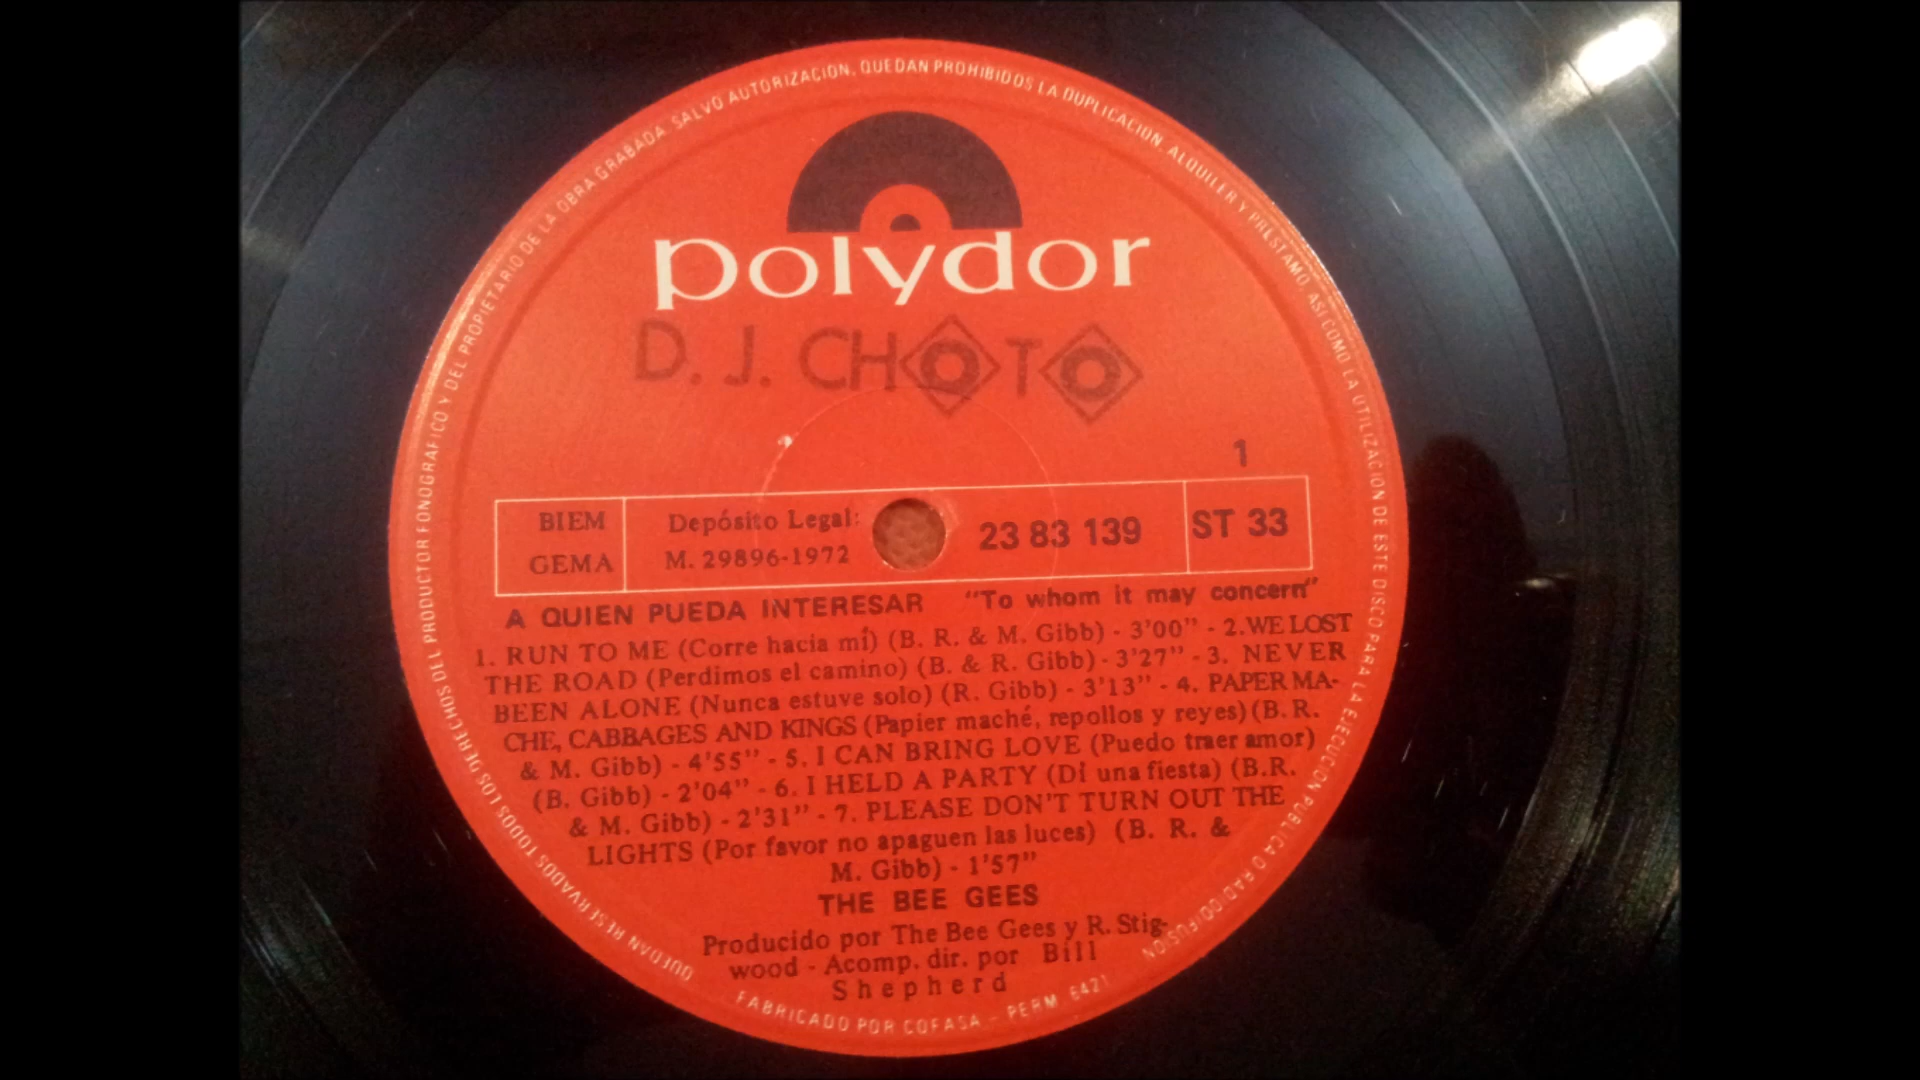 QUEDAN RESERVADOS TODOS LOS DERECHOS DEL PRODUCTOR FONOGRAFICO Y DEL PROPIETARIO DE LA OBRA GRABADA. SALVO AUTORIZACION, QUEDAN PROHIBIDOS LA DUPLICACION, ALQUILER Y PRESTAMO, ASI COMO LA UTILIZACION DE ESTE DISCO PARA LA EJECUCION PUBLICA O RADIODIFUSION
polydor
D. J. CHOTO
1
BIEM
GEMA
Depósito Legal:
M. 29896-1972
23 83 139
ST 33
A QUIEN PUEDA INTERESAR "To whom it may concern"
1. RUN TO ME (Corre hacia mí) (B. R. & M. Gibb) - 3'00" - 2. WE LOST
THE ROAD (Perdimos el camino) (B. & R. Gibb) - 3'27" - 3. NEVER
BEEN ALONE (Nunca estuve solo) (R. Gibb) - 3'13" - 4. PAPER MA-
CHE, CABBAGES AND KINGS (Papier maché, repollos y reyes) (B. R.
& M. Gibb) - 4'55" - 5. I CAN BRING LOVE (Puedo traer amor)
(B. Gibb) - 2'04" - 6. I HELD A PARTY (Dí una fiesta) (B.R.
& M. Gibb) - 2'31" - 7. PLEASE DON'T TURN OUT THE
LIGHTS (Por favor no apaguen las luces) (B. R. &
M. Gibb) - 1'57"
THE BEE GEES
Producido por The Bee Gees y R. Stig-
wood - Acomp. dir. por Bill
Shepherd
FABRICADO POR COFASA - PERM. 6421